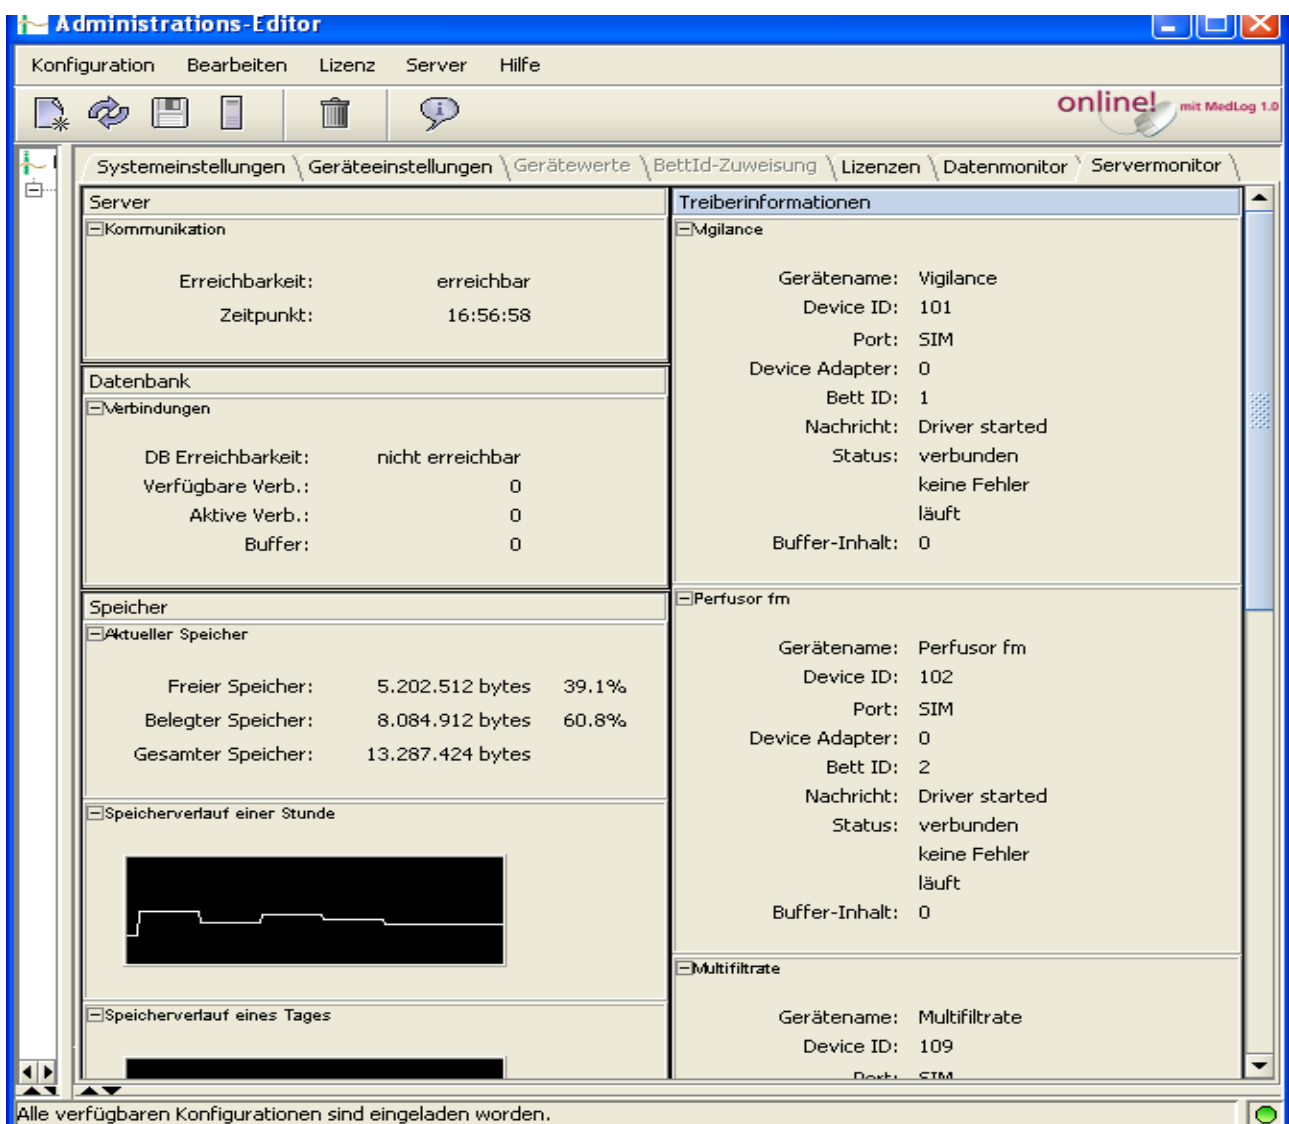 Administrations-Editor
Konfiguration Bearbeiten Lizenz Server Hilfe
online! mit MedLog 1.0
Systemeinstellungen Geräteeinstellungen Gerätewerte BettId-Zuweisung Lizenzen Datenmonitor Servermonitor
Server
Kommunikation
Erreichbarkeit: erreichbar
Zeitpunkt: 16:56:58
Datenbank
Verbindungen
DB Erreichbarkeit: nicht erreichbar
Verfügbare Verb.: 0
Aktive Verb.: 0
Buffer: 0
Speicher
Aktueller Speicher
Freier Speicher: 5.202.512 bytes 39.1%
Belegter Speicher: 8.084.912 bytes 60.8%
Gesamter Speicher: 13.287.424 bytes
Speicherverlauf einer Stunde
Speicherverlauf eines Tages
Treiberinformationen
Vigilance
Gerätename: Vigilance
Device ID: 101
Port: SIM
Device Adapter: 0
Bett ID: 1
Nachricht: Driver started
Status: verbunden
keine Fehler
läuft
Buffer-Inhalt: 0
Perfusor fm
Gerätename: Perfusor fm
Device ID: 102
Port: SIM
Device Adapter: 0
Bett ID: 2
Nachricht: Driver started
Status: verbunden
keine Fehler
läuft
Buffer-Inhalt: 0
Multifiltrate
Gerätename: Multifiltrate
Device ID: 109
Port: SIM
Alle verfügbaren Konfigurationen sind eingeladen worden.